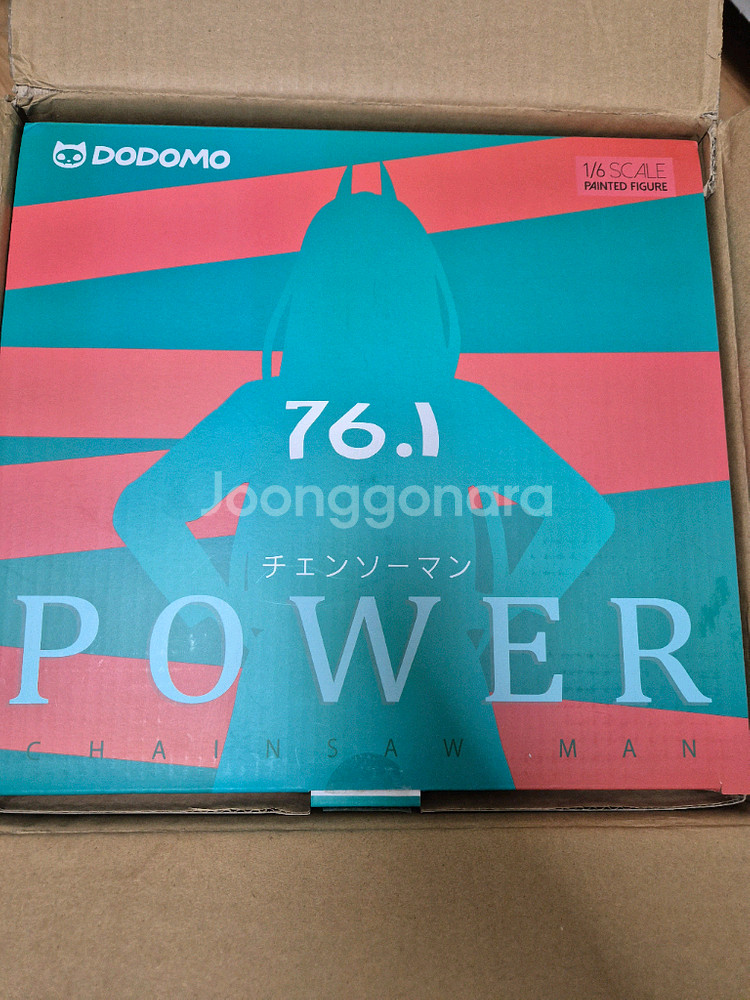 DODOMO
1/6 SCALE
PAINTED FIGURE
76.1
Joonggonara
チェンソーマン
POWER
CHAINSAW MAN